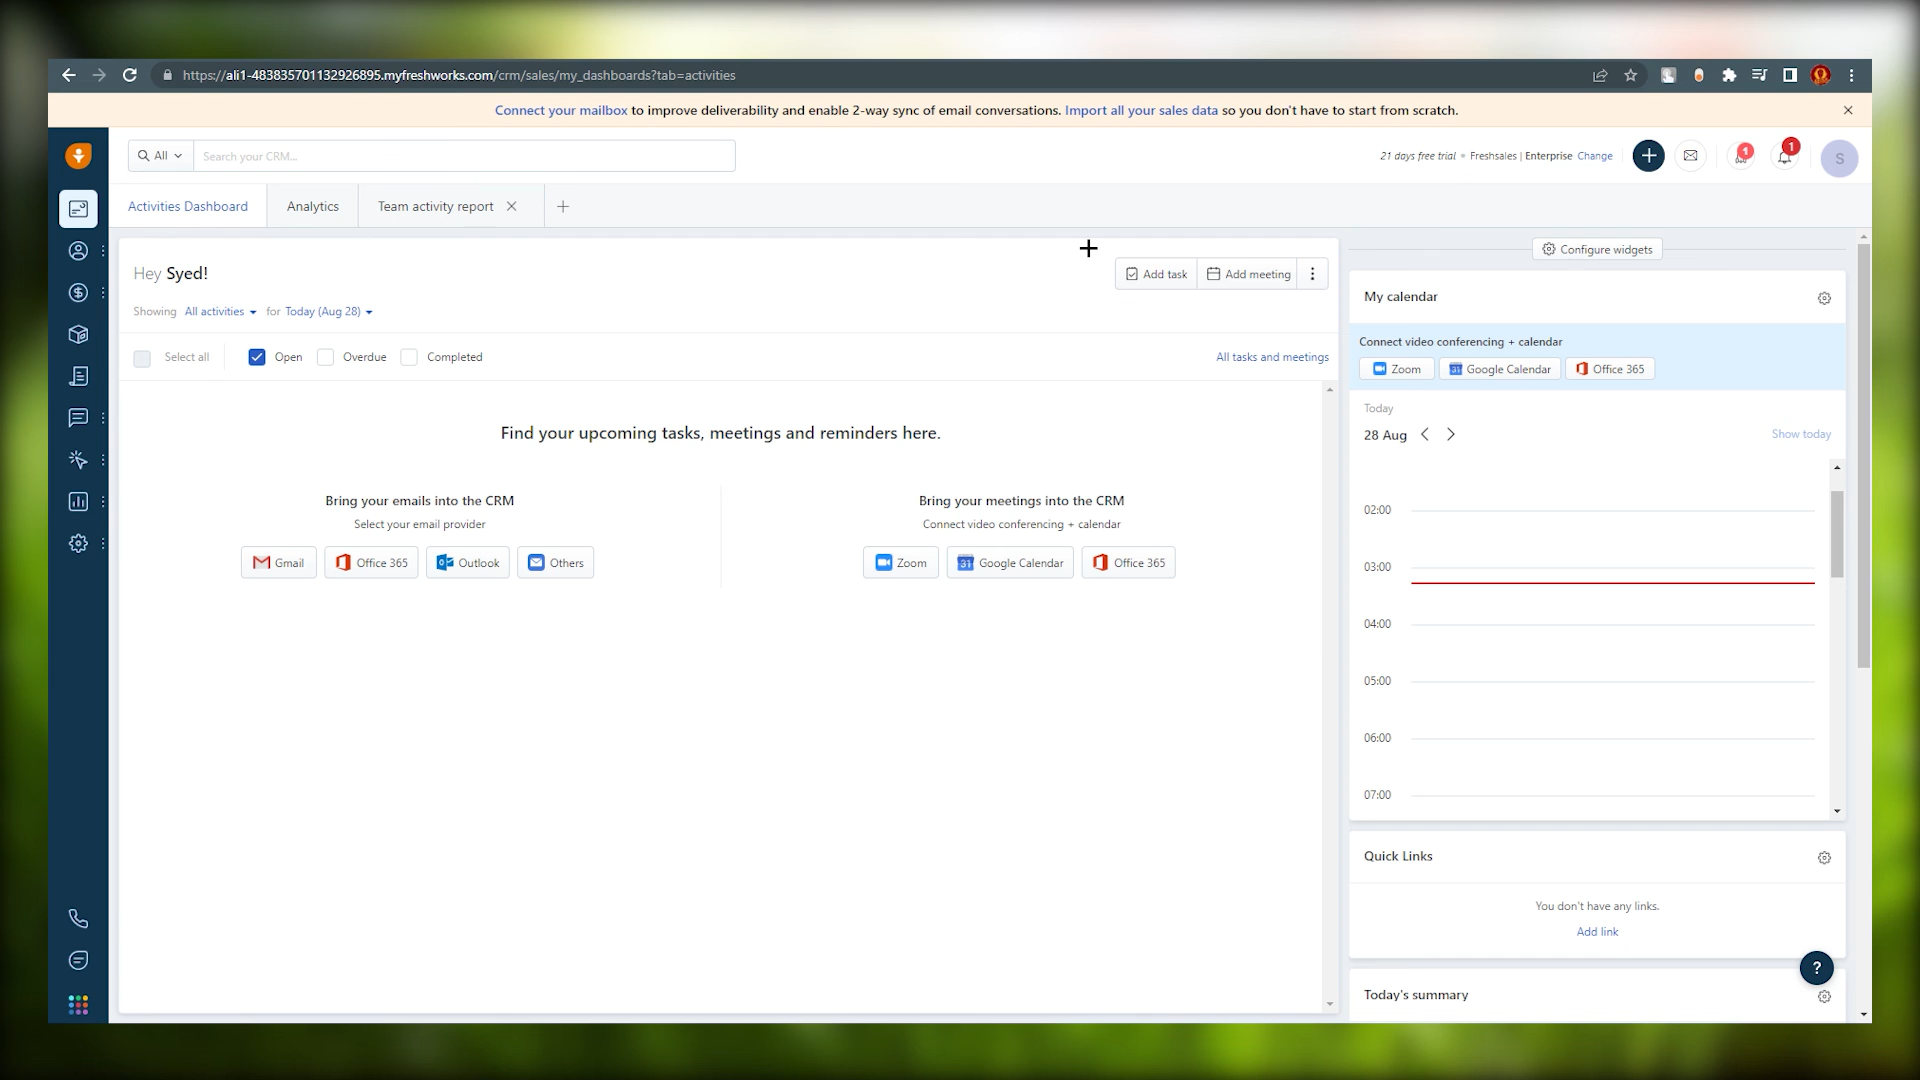 https://ali1-483835701132926895.myfreshworks.com/crm/sales/my_dashboards?tab=activities
Connect your mailbox to improve deliverability and enable 2-way sync of email conversations. Import all your sales data so you don't have to start from scratch.
All
Search your CRM...
21 days free trial
Freshsales | Enterprise Change
1
1
S
Activities Dashboard
Analytics
Team activity report
Configure widgets
Hey Syed!
Add task
Add meeting
Showing All activities for Today (Aug 28)
Select all
Open
Overdue
Completed
All tasks and meetings
Find your upcoming tasks, meetings and reminders here.
Bring your emails into the CRM
Select your email provider
Gmail
Office 365
Outlook
Others
Bring your meetings into the CRM
Connect video conferencing + calendar
Zoom
31
Google Calendar
Office 365
My calendar
Connect video conferencing + calendar
Zoom
31
Google Calendar
Office 365
Today
28 Aug
Show today
02:00
03:00
04:00
05:00
06:00
07:00
Quick Links
You don't have any links.
Add link
?
Today's summary